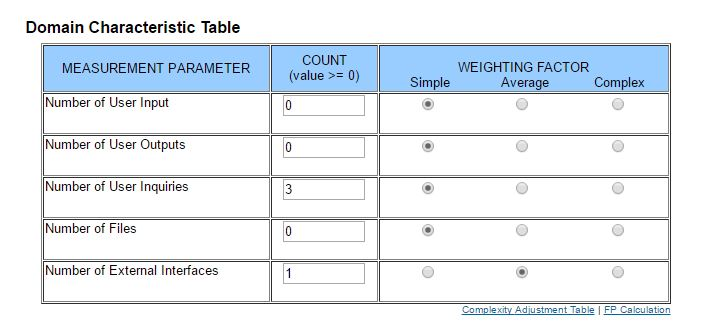 Domain Characteristic Table
MEASUREMENT PARAMETER
COUNT
(value >= 0)
WEIGHTING FACTOR
Simple Average Complex
Number of User Input 0
Number of User Outputs 0
Number of User Inquiries 3
Number of Files 0
Number of External Interfaces 1
Complexity Adjustment Table | FP Calculation